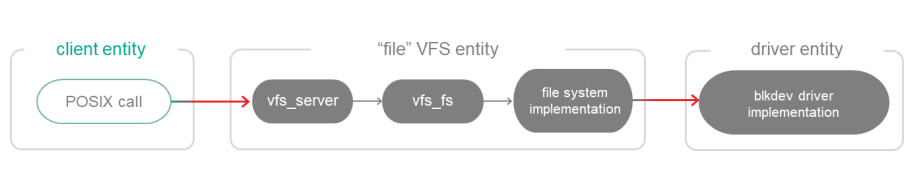 client entity
“file” VFS entity
driver entity
POSIX call
vfs_server
vfs_fs
file system
implementation
blkdev driver
implementation